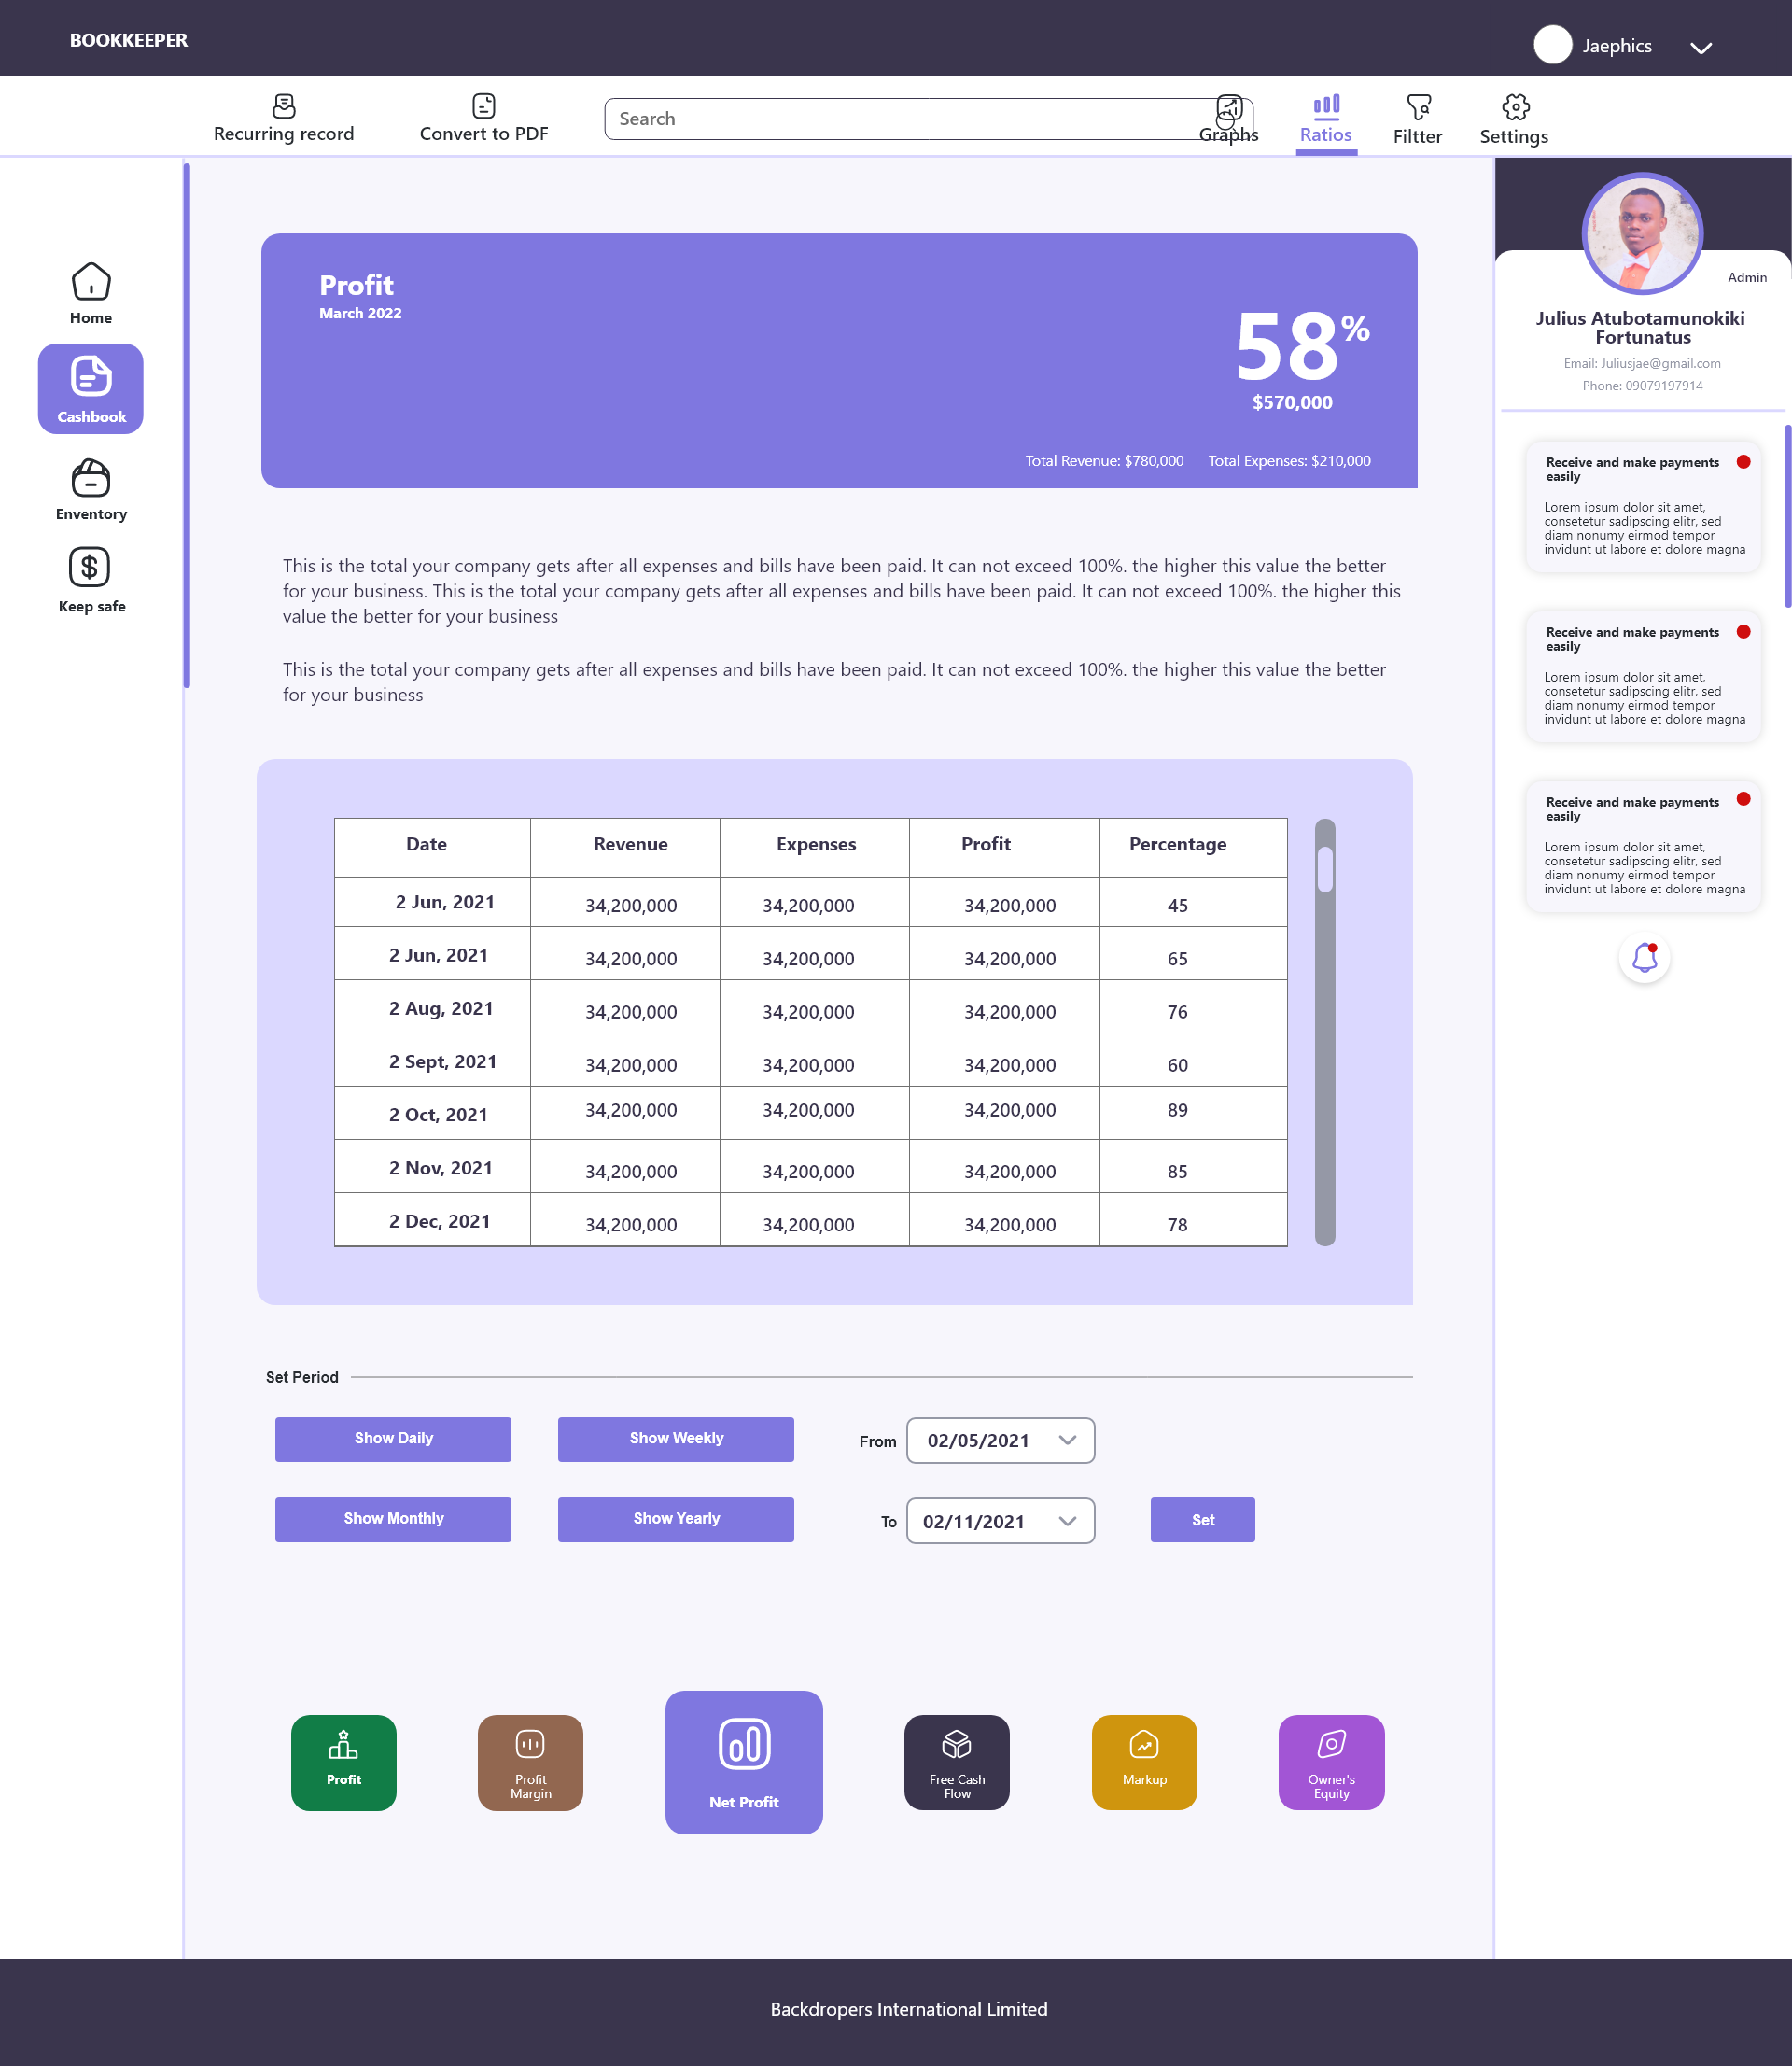 BOOKKEEPER
Jaephics
Recurring record
Convert to PDF
Search
Graphs
Ratios
Filtter
Settings
Home
Cashbook
Enventory
Keep safe
Profit
March 2022
58%
$570,000
Total Revenue: $780,000 Total Expenses: $210,000
This is the total your company gets after all expenses and bills have been paid. It can not exceed 100%. the higher this value the better
for your business. This is the total your company gets after all expenses and bills have been paid. It can not exceed 100%. the higher this
value the better for your business
This is the total your company gets after all expenses and bills have been paid. It can not exceed 100%. the higher this value the better
for your business
Date Revenue Expenses Profit Percentage
2 Jun, 2021 34,200,000 34,200,000 34,200,000 45
2 Jun, 2021 34,200,000 34,200,000 34,200,000 65
2 Aug, 2021 34,200,000 34,200,000 34,200,000 76
2 Sept, 2021 34,200,000 34,200,000 34,200,000 60
2 Oct, 2021 34,200,000 34,200,000 34,200,000 89
2 Nov, 2021 34,200,000 34,200,000 34,200,000 85
2 Dec, 2021 34,200,000 34,200,000 34,200,000 78
Set Period
Show Daily
Show Weekly
From 02/05/2021
Show Monthly
Show Yearly
To 02/11/2021
Set
Profit
Profit
Margin
Net Profit
Free Cash
Flow
Markup
Owner's
Equity
Admin
Julius Atubotamunokiki
Fortunatus
Email: Juliusjae@gmail.com
Phone: 09079197914
Receive and make payments
easily
Lorem ipsum dolor sit amet,
consetetur sadipscing elitr, sed
diam nonumy eirmod tempor
invidunt ut labore et dolore magna
Receive and make payments
easily
Lorem ipsum dolor sit amet,
consetetur sadipscing elitr, sed
diam nonumy eirmod tempor
invidunt ut labore et dolore magna
Receive and make payments
easily
Lorem ipsum dolor sit amet,
consetetur sadipscing elitr, sed
diam nonumy eirmod tempor
invidunt ut labore et dolore magna
Backdropers International Limited